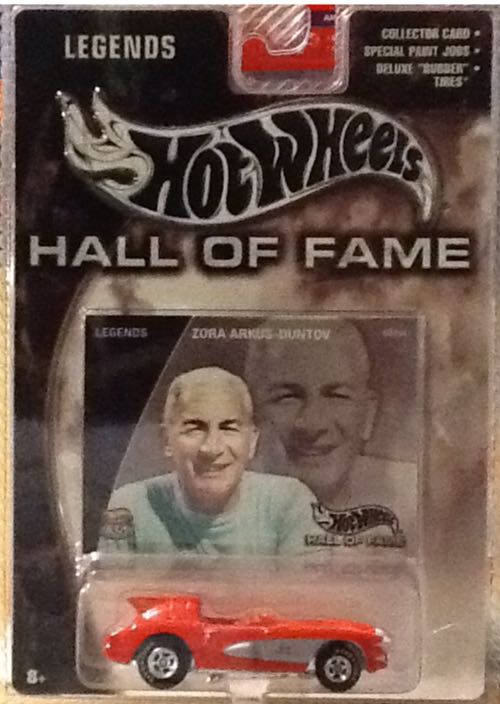 LEGENDS
COLLECTOR CARD •
SPECIAL PAINT JOBS •
DELUXE "RUBBER" •
TIRES*
HOT WHEELS
HALL OF FAME
LEGENDS ZORA ARKUS-DUNTOV
HOT WHEELS
HALL OF FAME
8+